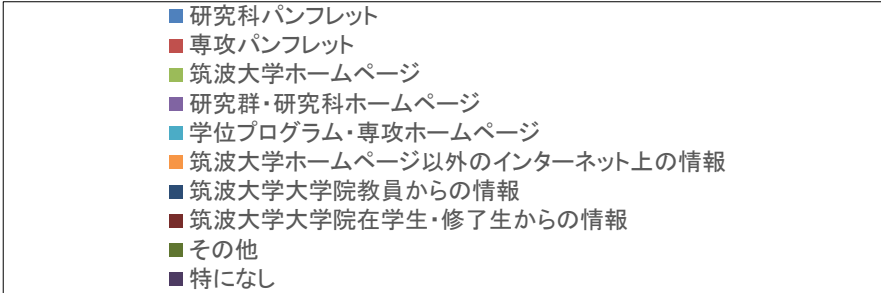 研究科パンフレット
専攻パンフレット
筑波大学ホームページ
研究群・研究科ホームページ
学位プログラム・専攻ホームページ
筑波大学ホームページ以外のインターネット上の情報
筑波大学大学院教員からの情報
筑波大学大学院在学生・修了生からの情報
その他
特になし